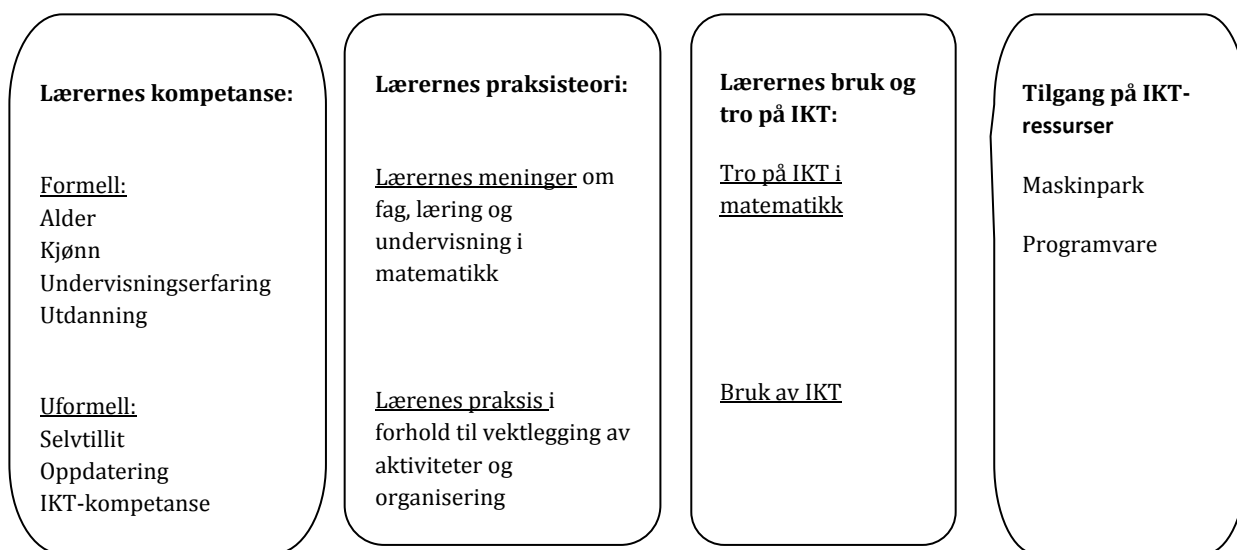 Lærernes kompetanse:
Formell:
Alder
Kjønn
Undervisningserfaring
Utdanning
Uformell:
Selvtillit
Oppdatering
IKT-kompetanse
Lærernes praksisteori:
Lærernes meninger om
fag, læring og
undervisning i
matematikk
Lærenes praksis i
forhold til vektlegging av
aktiviteter og
organisering
Lærernes bruk og
tro på IKT:
Tro på IKT i
matematikk
Bruk av IKT
Tilgang på IKT-
ressurser
Maskinpark
Programvare